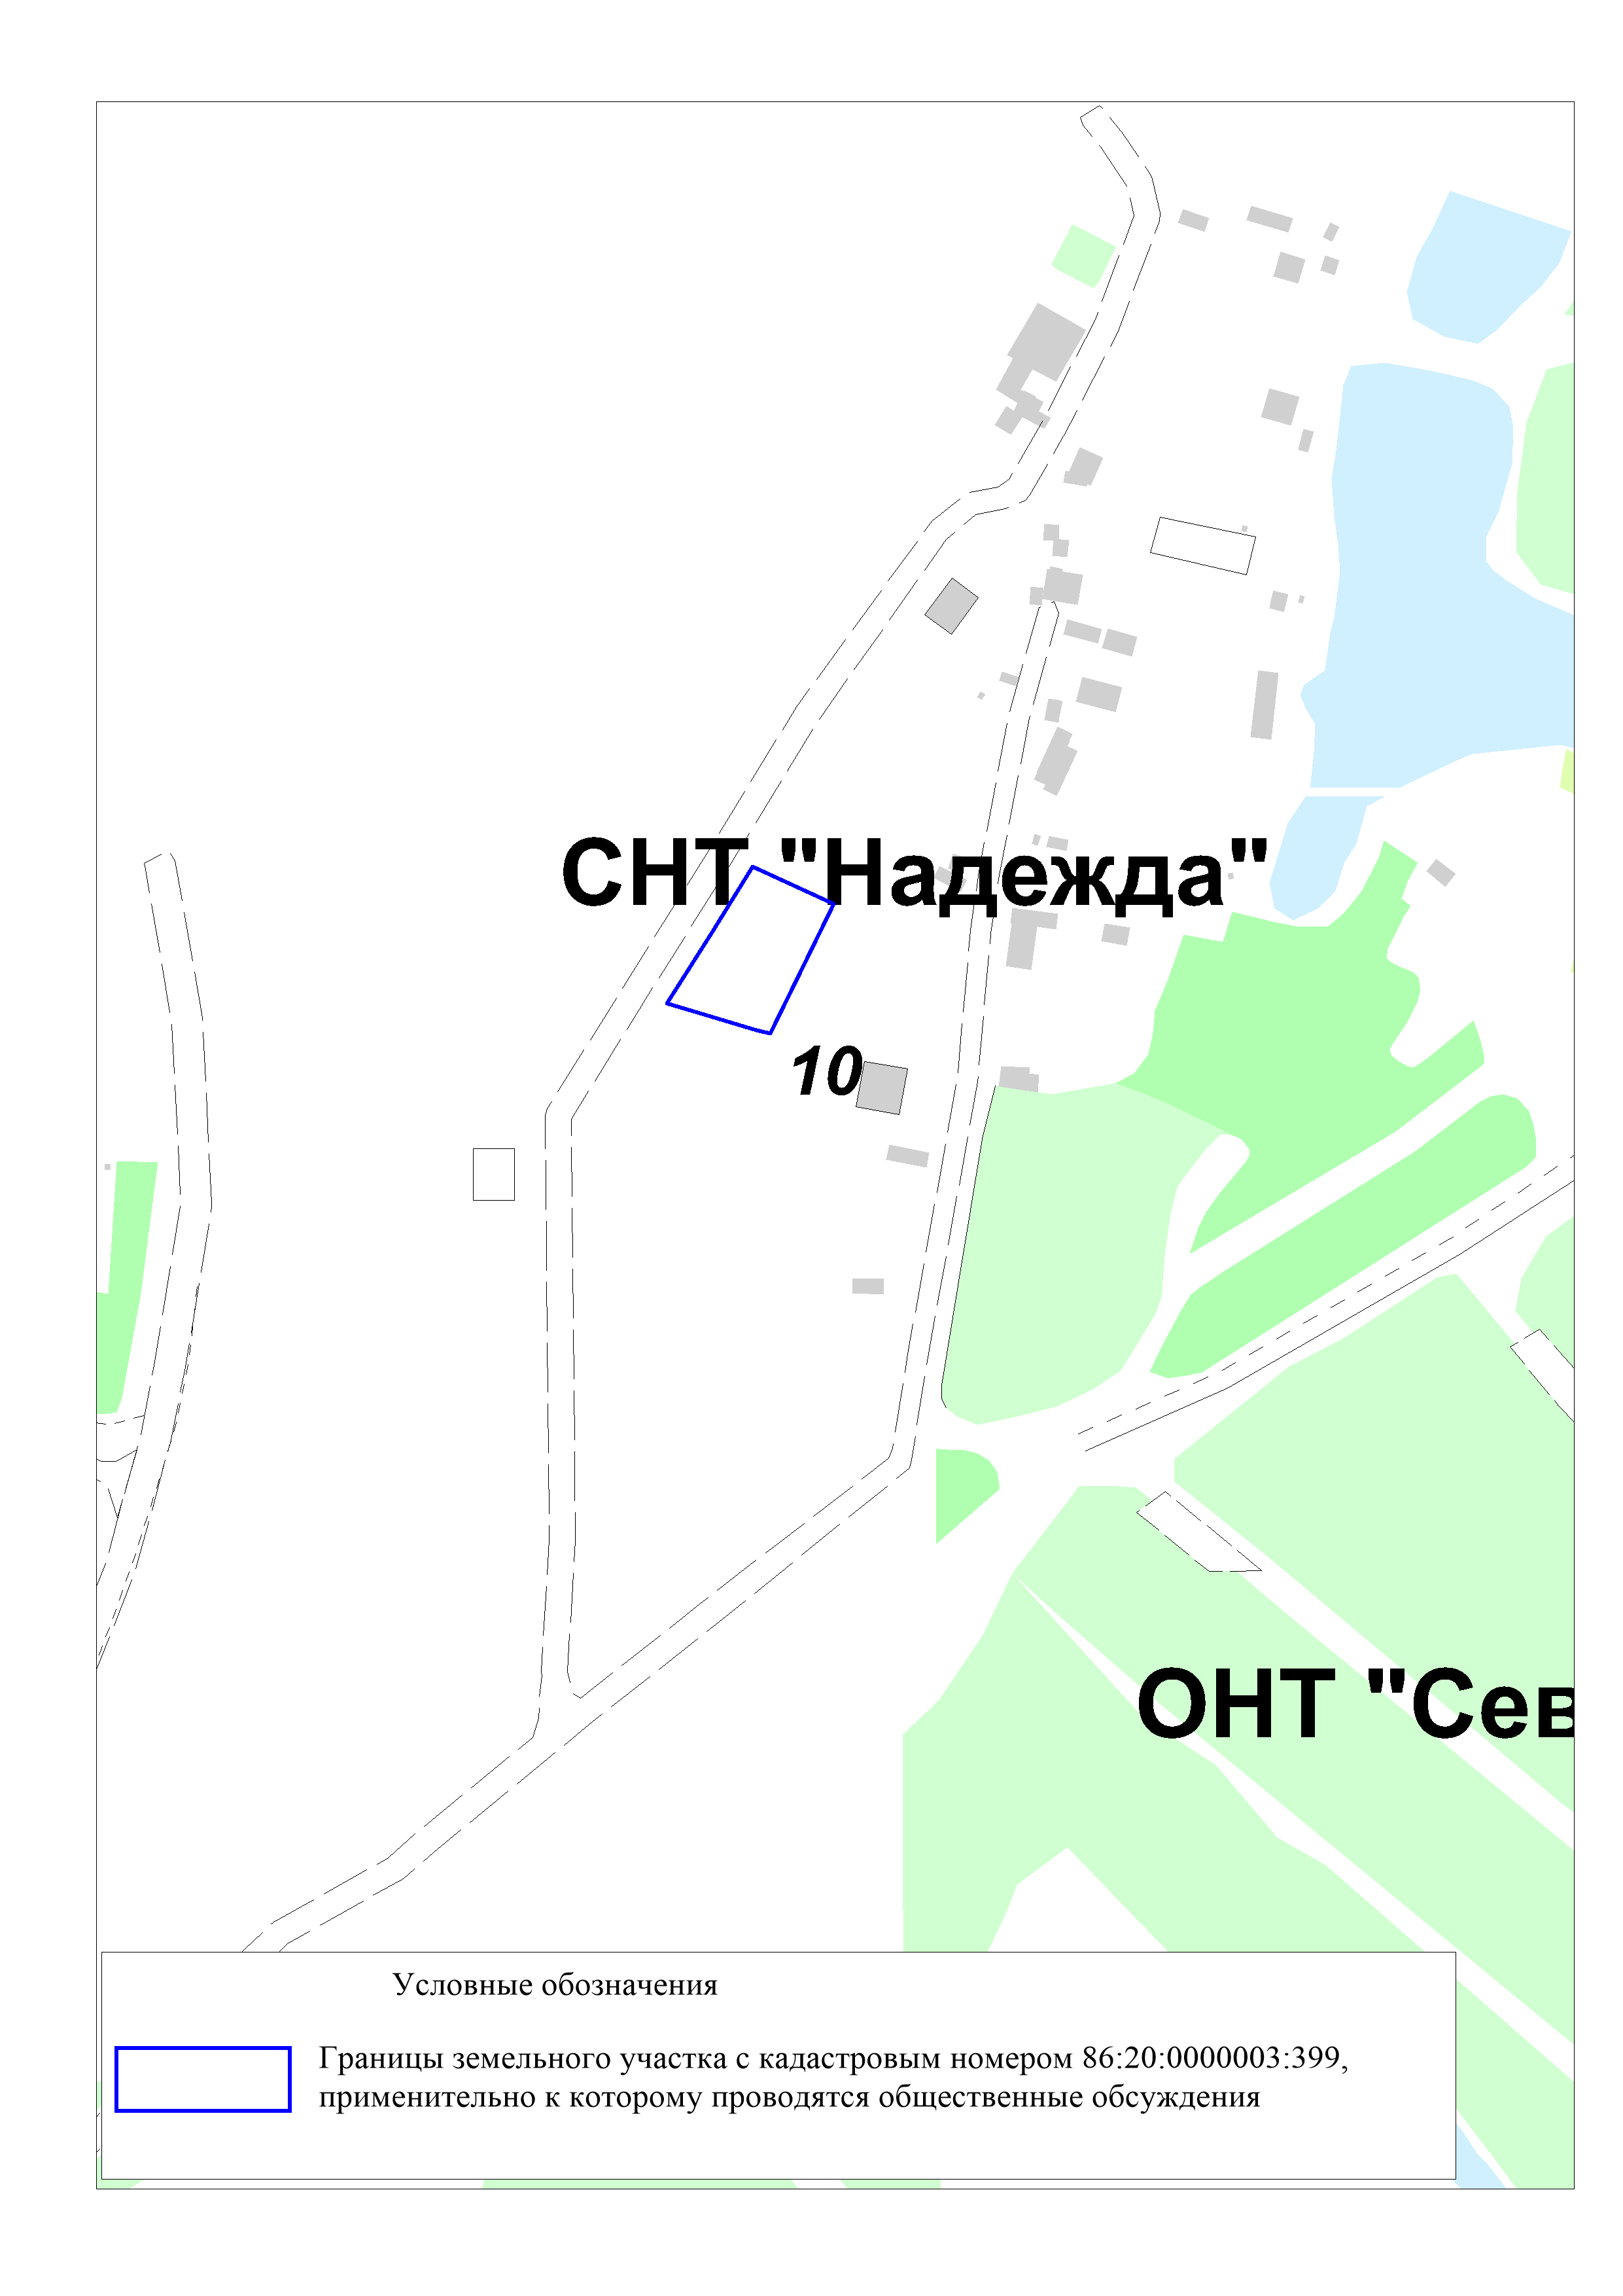 СНТ "Надежда"
10
ОНТ "Сев
Условные обозначения
Границы земельного участка с кадастровым номером 86:20:0000003:399,
применительно к которому проводятся общественные обсуждения